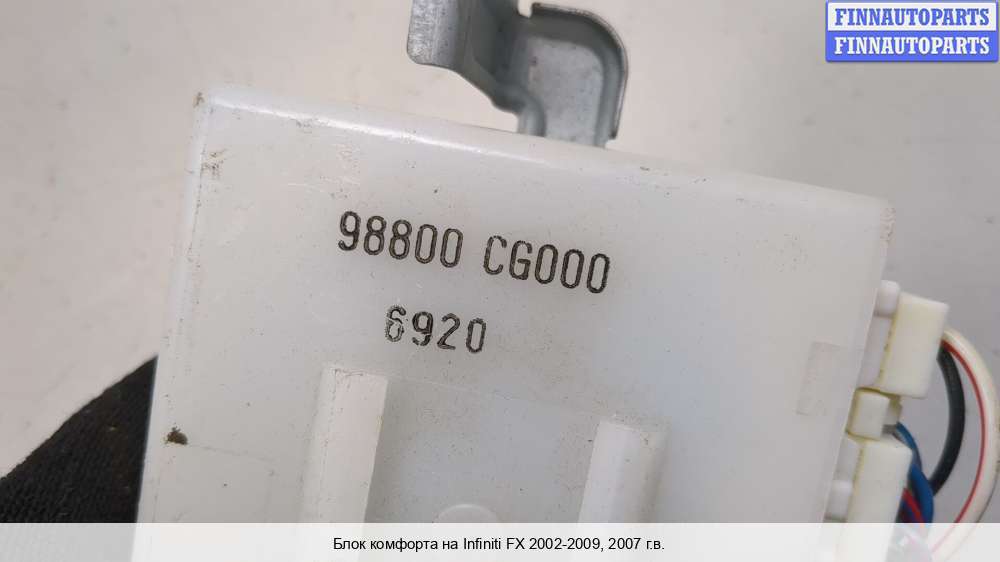 FINNAUTOPARTS
FINNAUTOPARTS
98800 CG000
6920
Блок комфорта на Infiniti FX 2002-2009, 2007 г.в.